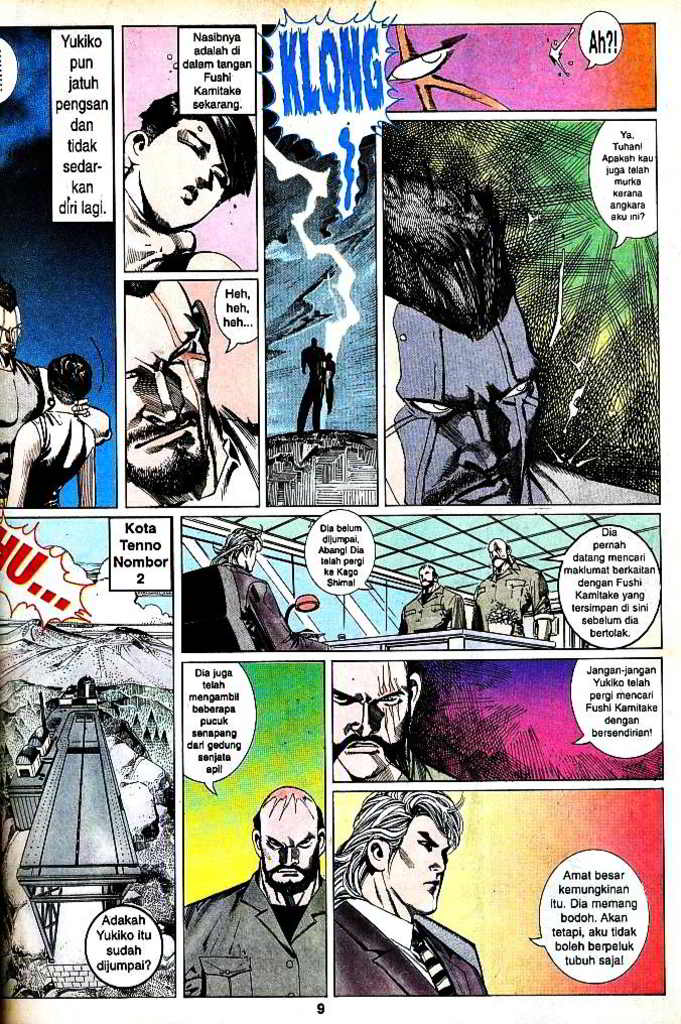 Yukiko
pun
jatuh
pengsan
dan
tidak
sedar-
kan
diri lagi.
Nasibnya
adalah di
dalam tangan
Fushi
Kamitake
sekarang.
KLONG
Ah?!
Ya,
Tuhan!
Apakah kau
juga telah
murka
kerana
angkara
aku ini?
Heh,
heh,
heh...
HU...
Kota
Tenno
Nombor
2
Adakah
Yukiko itu
sudah
dijumpai?
Dia belum
dijumpai,
Abang! Dia
telah pergi
ke Kago
Shima!
Dia
pernah
datang mencari
maklumat berkaitan
dengan Fushi
Kamitake yang
tersimpan di sini
sebelum dia
bertolak.
Dia juga
telah
mengambil
beberapa
pucuk
senapang
dari gedung
senjata
api!
Jangan-jangan
Yukiko telah
pergi mencari
Fushi Kamitake
dengan
bersendirian!
Amat besar
kemungkinan
itu. Dia memang
bodoh. Akan
tetapi, aku tidak
boleh berpeluk
tubuh saja!
9